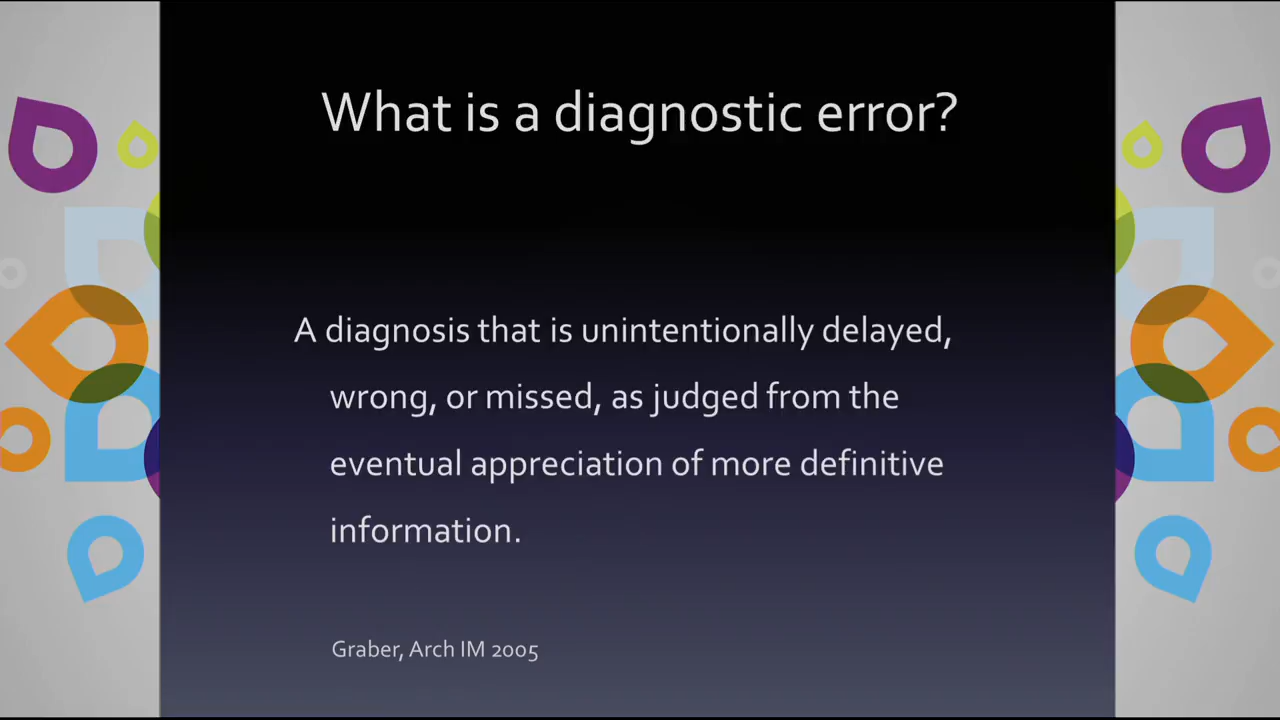 What is a diagnostic error?
A diagnosis that is unintentionally delayed,
wrong, or missed, as judged from the
eventual appreciation of more definitive
information.
Graber, Arch IM 2005